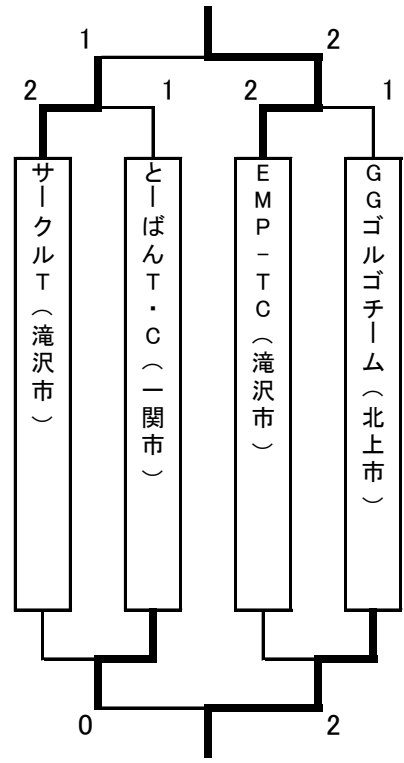 1 2
2 1 2 1
サークルT（滝沢市）
とーばんT・C（一関市）
EMP-TC（滝沢市）
GGゴルゴチーム（北上市）
0 2